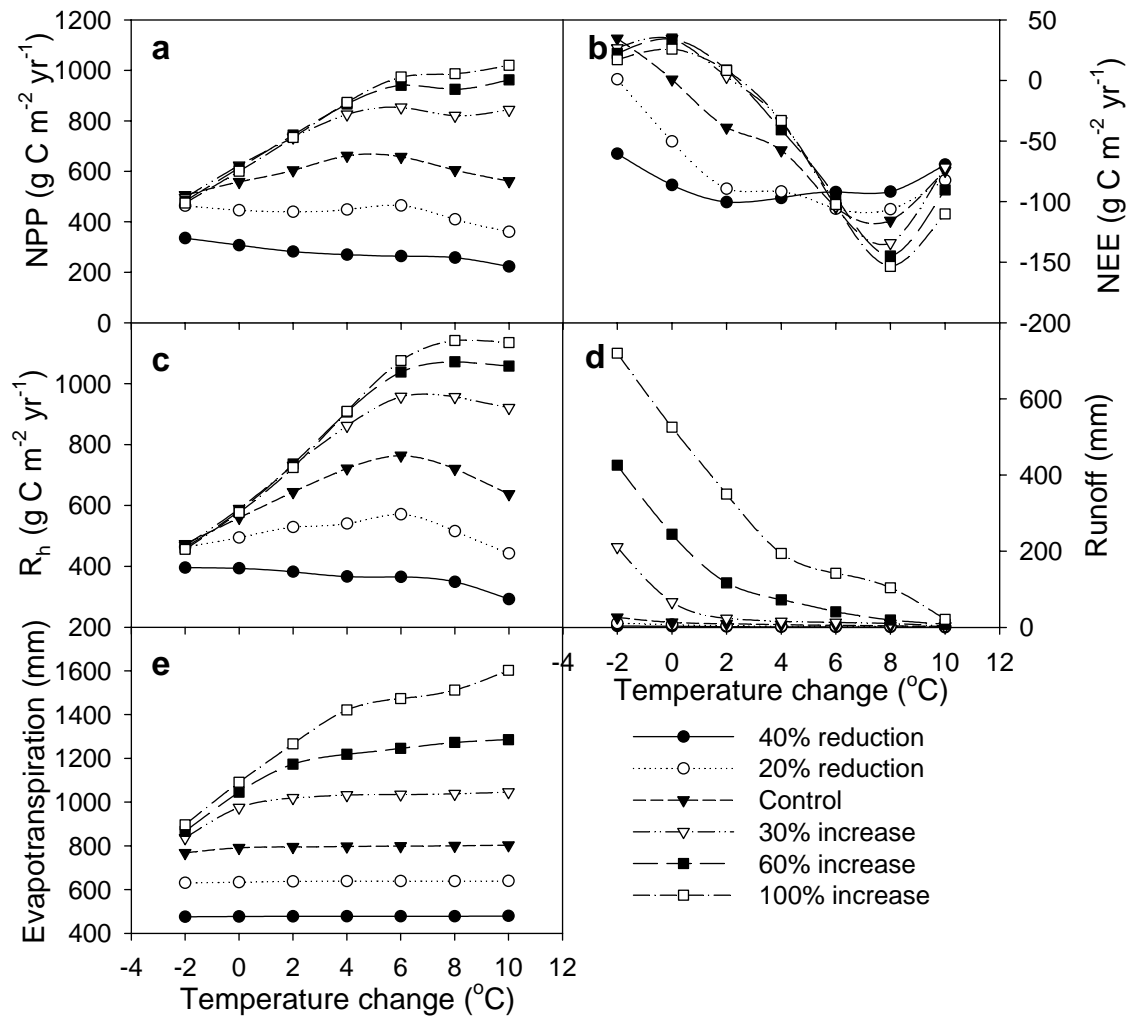 a
NPP (g C m-2 yr-1)
1200
1000
800
600
400
200
0
b
NEE (g C m-2 yr-1)
50
0
-50
-100
-150
-200
c
Rh (g C m-2 yr-1)
1000
800
600
400
200
d
Runoff (mm)
600
400
200
0
-4 -2 0 2 4 6 8 10 12
Temperature change (oC)
e
Evapotranspiration (mm)
1600
1400
1200
1000
800
600
400
-4 -2 0 2 4 6 8 10 12
Temperature change (oC)
40% reduction
20% reduction
Control
30% increase
60% increase
100% increase